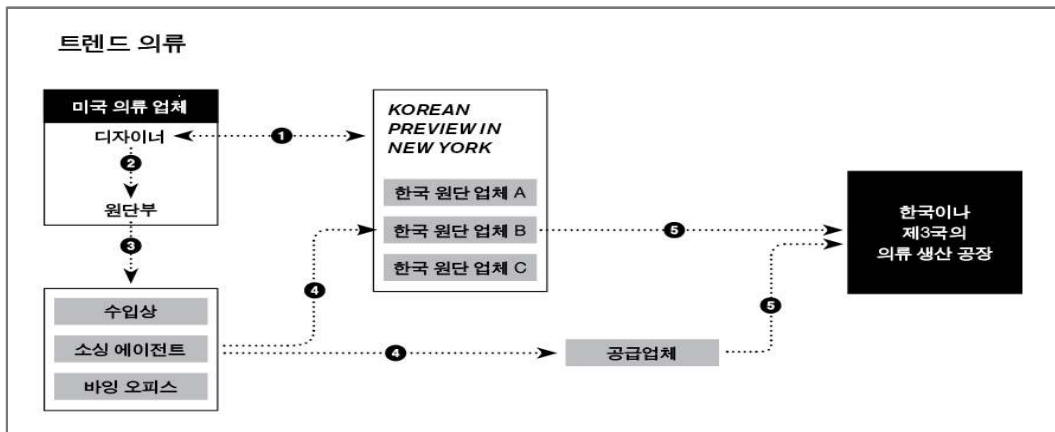 트렌드 의류
미국 의류 업체
디자이너
1
2
원단부
3
KOREAN
PREVIEW IN
NEW YORK
한국 원단 업체 A
한국 원단 업체 B
한국 원단 업체 C
5
한국이나
제3국의
의류 생산 공장
수입상
소싱 에이전트
바잉 오피스
4
4
공급업체
5